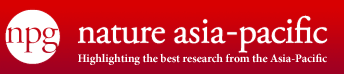 npg nature asia-pacific
Highlighting the best research from the Asia-Pacific